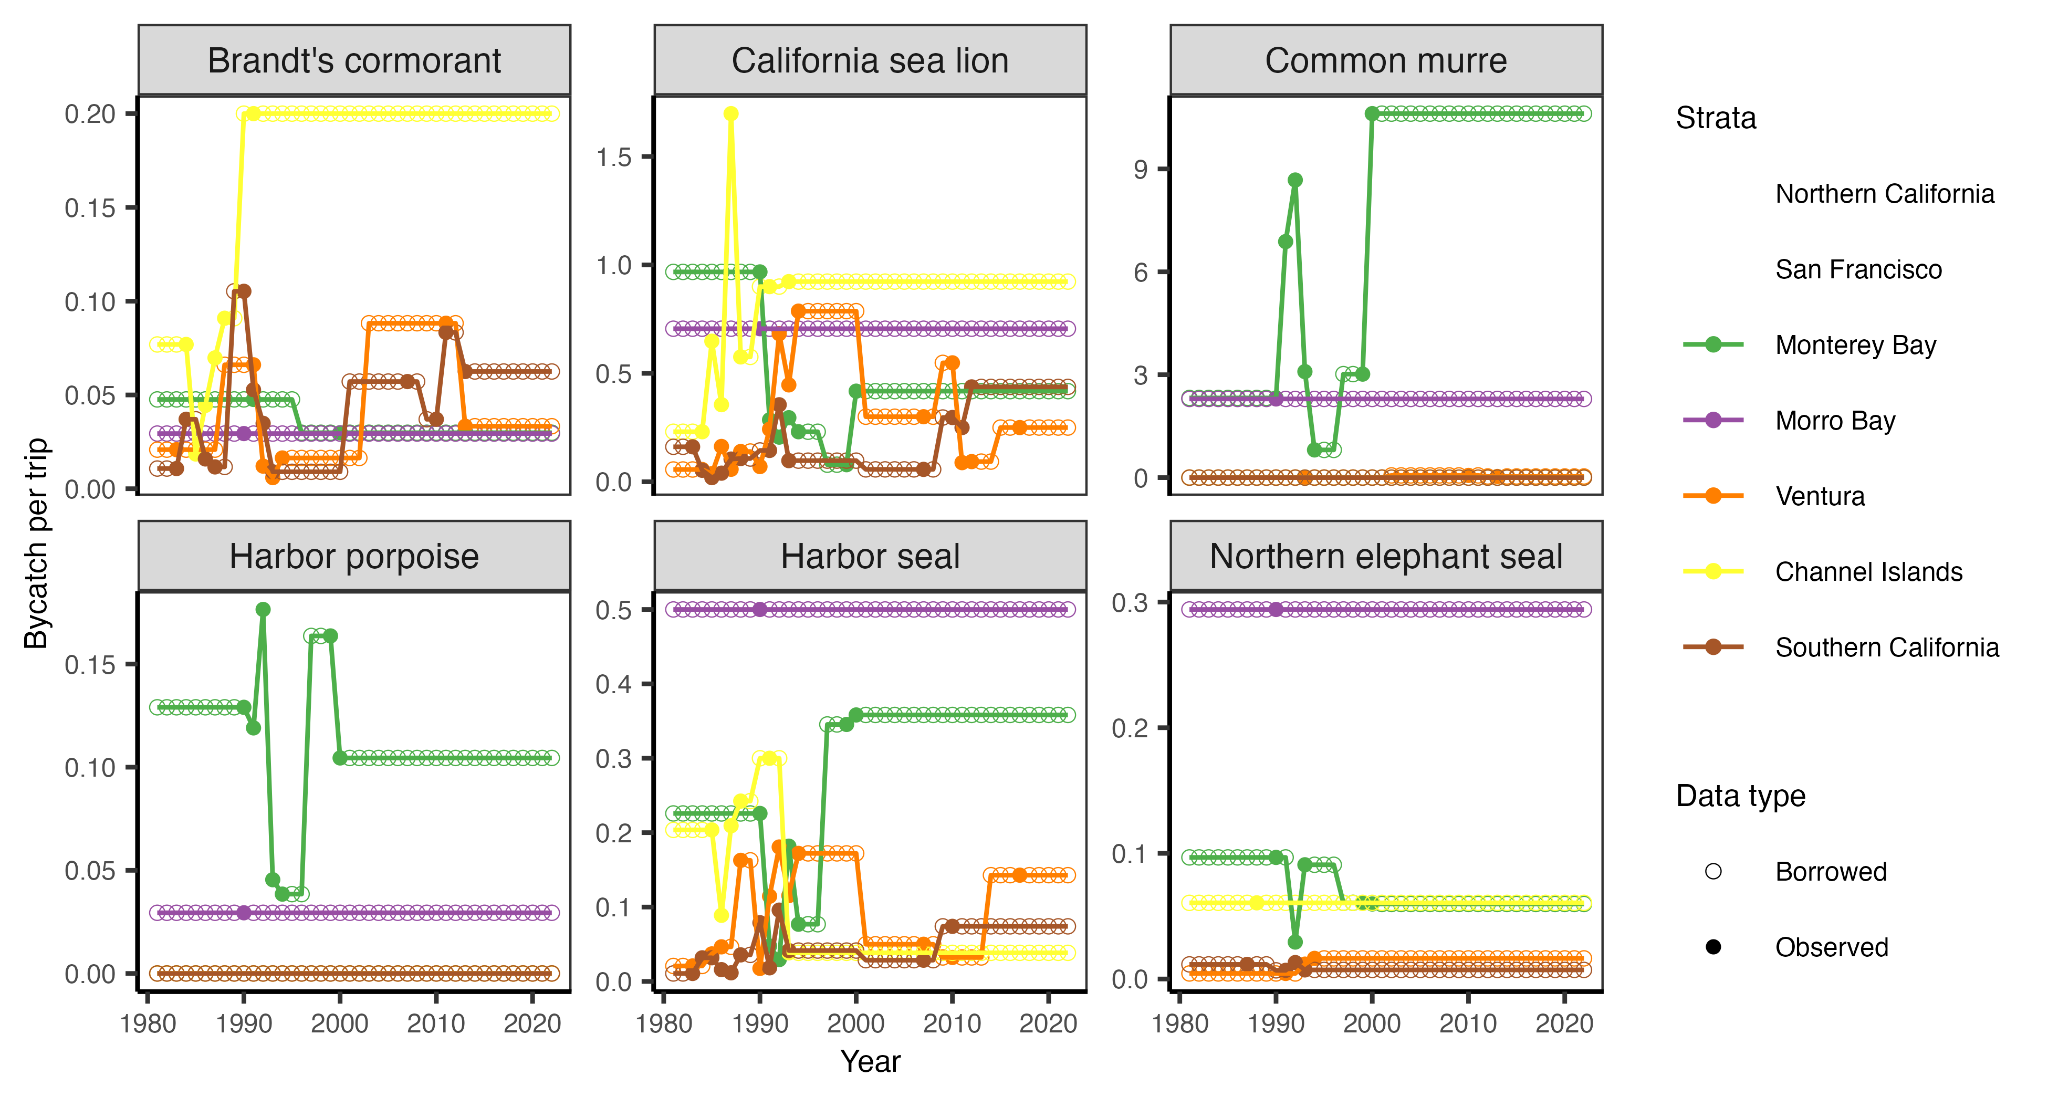 Brandt's cormorant
California sea lion
Common murre
0.20
0.15
0.10
0.05
0.00
1.5
1.0
0.5
0.0
9
6
3
0
Harbor porpoise
Harbor seal
Northern elephant seal
0.15
0.10
0.05
0.00
0.5
0.4
0.3
0.2
0.1
0.0
0.3
0.2
0.1
0.0
1980 1990 2000 2010 2020
1980 1990 2000 2010 2020
1980 1990 2000 2010 2020
Year
Bycatch per trip
Strata
Northern California
San Francisco
Monterey Bay
Morro Bay
Ventura
Channel Islands
Southern California
Data type
Borrowed
Observed